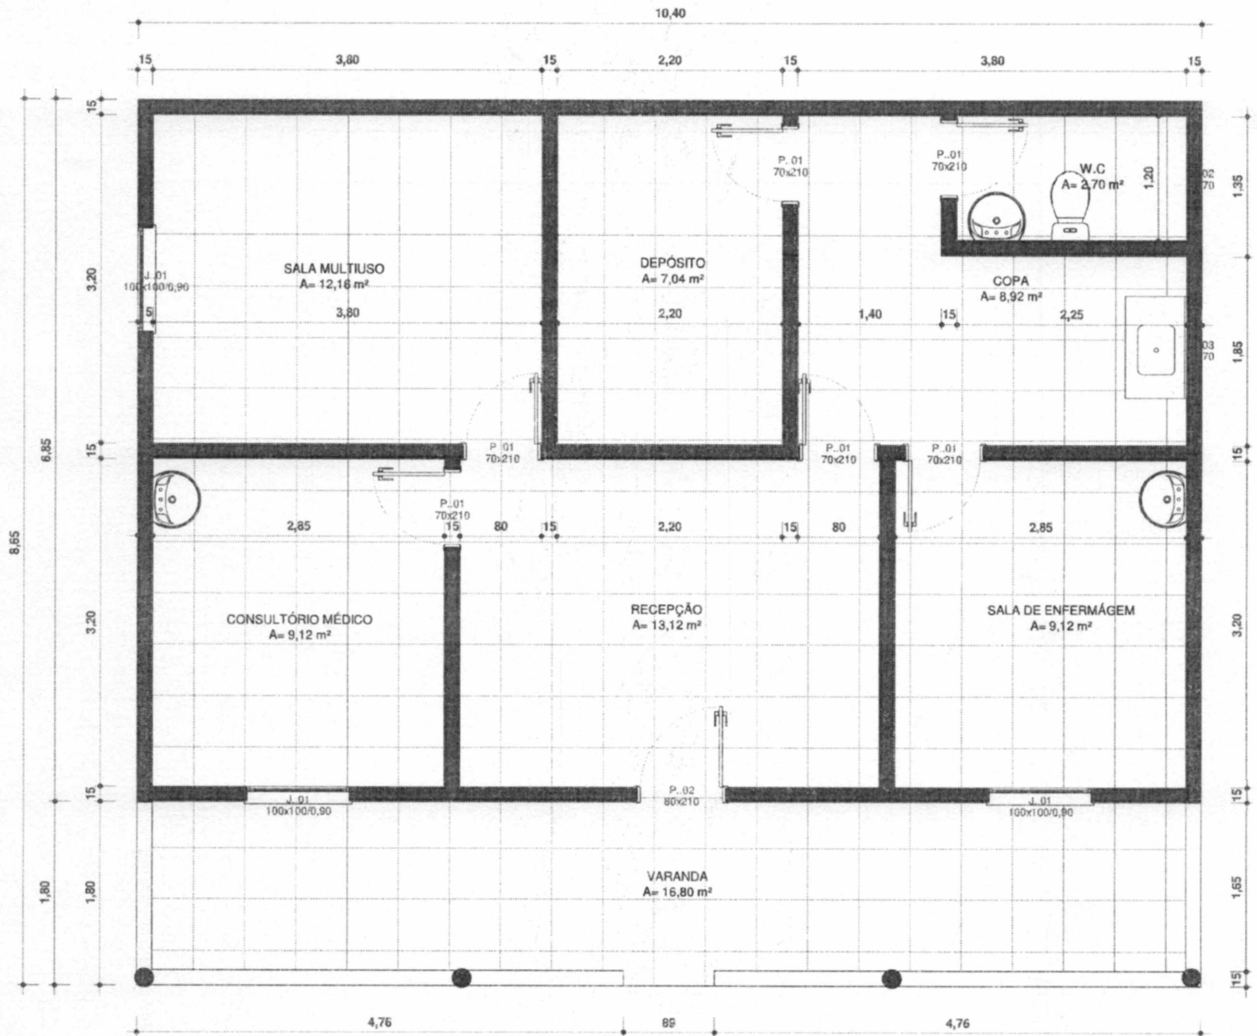 10,40
15 3,80 15 2,20 15 3,80 15
15
P..01
70x210
P..01
70x210
W.C
A= 2,70 m²
1,20
02
70
1,35
SALA MULTIUSO
A= 12,16 m²
DEPÓSITO
A= 7,04 m²
COPA
A= 8,92 m²
J..01
100x100/0,90
3,20
5 3,80 2,20 1,40 15 2,25
03
70
1,85
6,85
8,65
15
P..01
70x210
P..01
70x210
P..01
70x210
15
P..01
70x210
2,85 15 80 15 2,20 15 80 2,85
CONSULTÓRIO MÉDICO
A= 9,12 m²
RECEPÇÃO
A= 13,12 m²
SALA DE ENFERMÁGEM
A= 9,12 m²
3,20
3,20
15
J..01
100x100/0,90
P..02
80x210
J..01
100x100/0,90
15
VARANDA
A= 16,80 m²
1,80
1,80
1,65
15
4,76 89 4,76